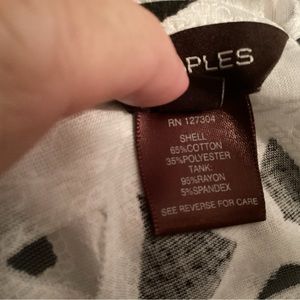 PLES
RN 127304
SHELL
65%COTTON
35%POLYESTER
TANK:
95%RAYON
5%SPANDEX
SEE REVERSE FOR CARE